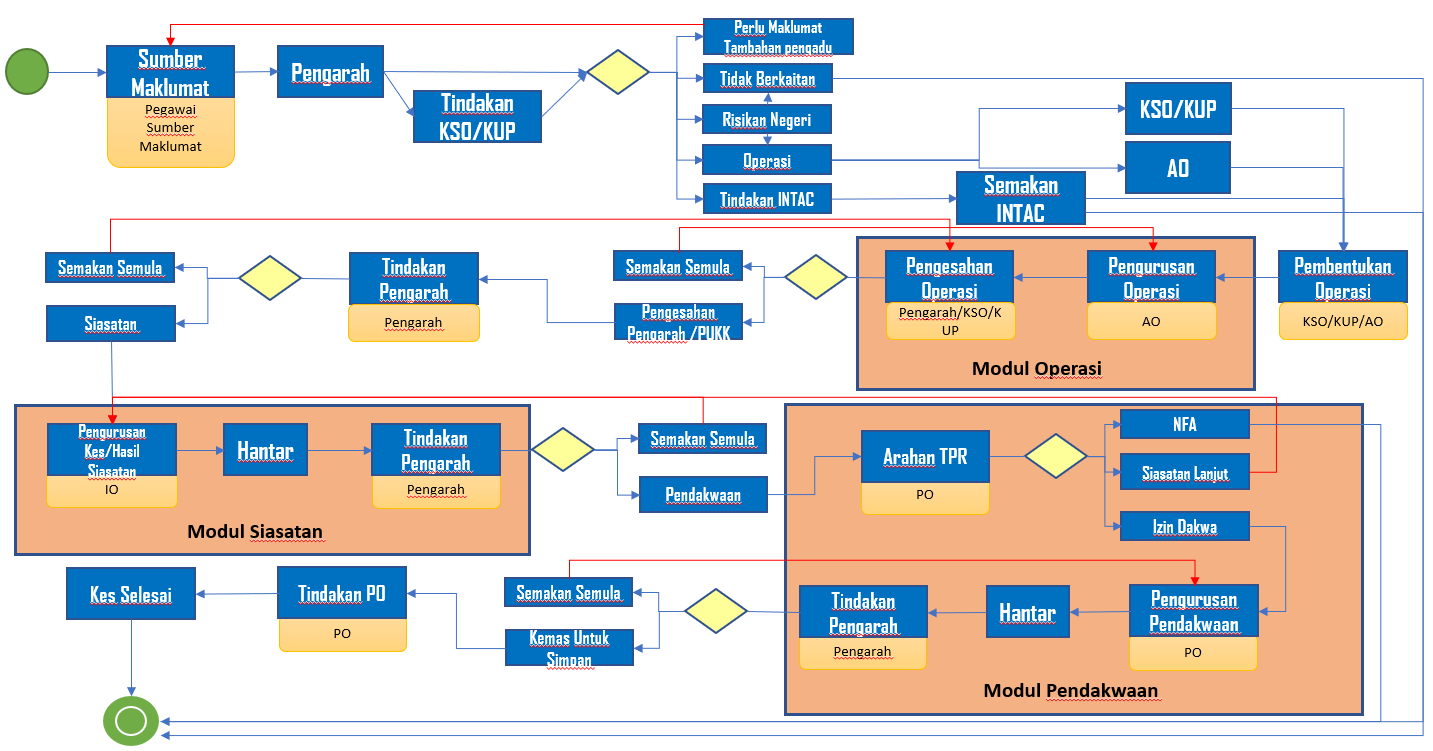 Perlu Maklumat
Tambahan pengadu
Sumber
Maklumat
Pegawai
Sumber
Maklumat
Pengarah
Tindakan
KSO/KUP
Tidak Berkaitan
Risikan Negeri
Operasi
Tindakan INTAC
KSO/KUP
AO
Semakan
INTAC
Semakan Semula
Siasatan
Tindakan
Pengarah
Pengarah
Semakan Semula
Pengesahan
Pengarah /PUKK
Pengesahan
Operasi
Pengarah/KSO/K
UP
Pengurusan
Operasi
AO
Modul Operasi
Pembentukan
Operasi
KSO/KUP/AO
Pengurusan
Kes/Hasil
Siasatan
IO
Hantar
Tindakan
Pengarah
Pengarah
Modul Siasatan
Semakan Semula
Pendakwaan
Arahan TPR
PO
NFA
Siasatan Lanjut
Izin Dakwa
Kes Selesai
Tindakan PO
PO
Semakan Semula
Kemas Untuk
Simpan
Tindakan
Pengarah
Pengarah
Hantar
Pengurusan
Pendakwaan
PO
Modul Pendakwaan